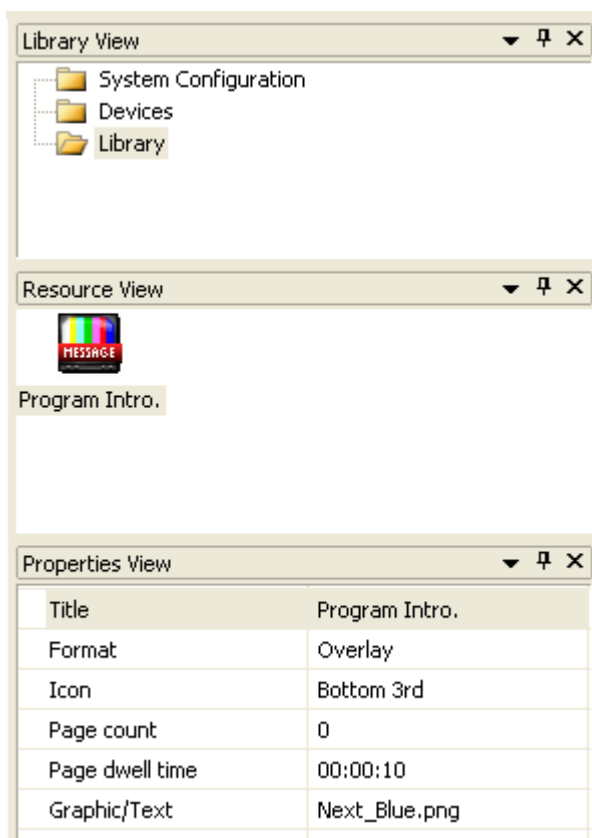 Library View
System Configuration
Devices
Library
Resource View
MESSAGE
Program Intro.
Properties View
Title Program Intro.
Format Overlay
Icon Bottom 3rd
Page count 0
Page dwell time 00:00:10
Graphic/Text Next_Blue.png